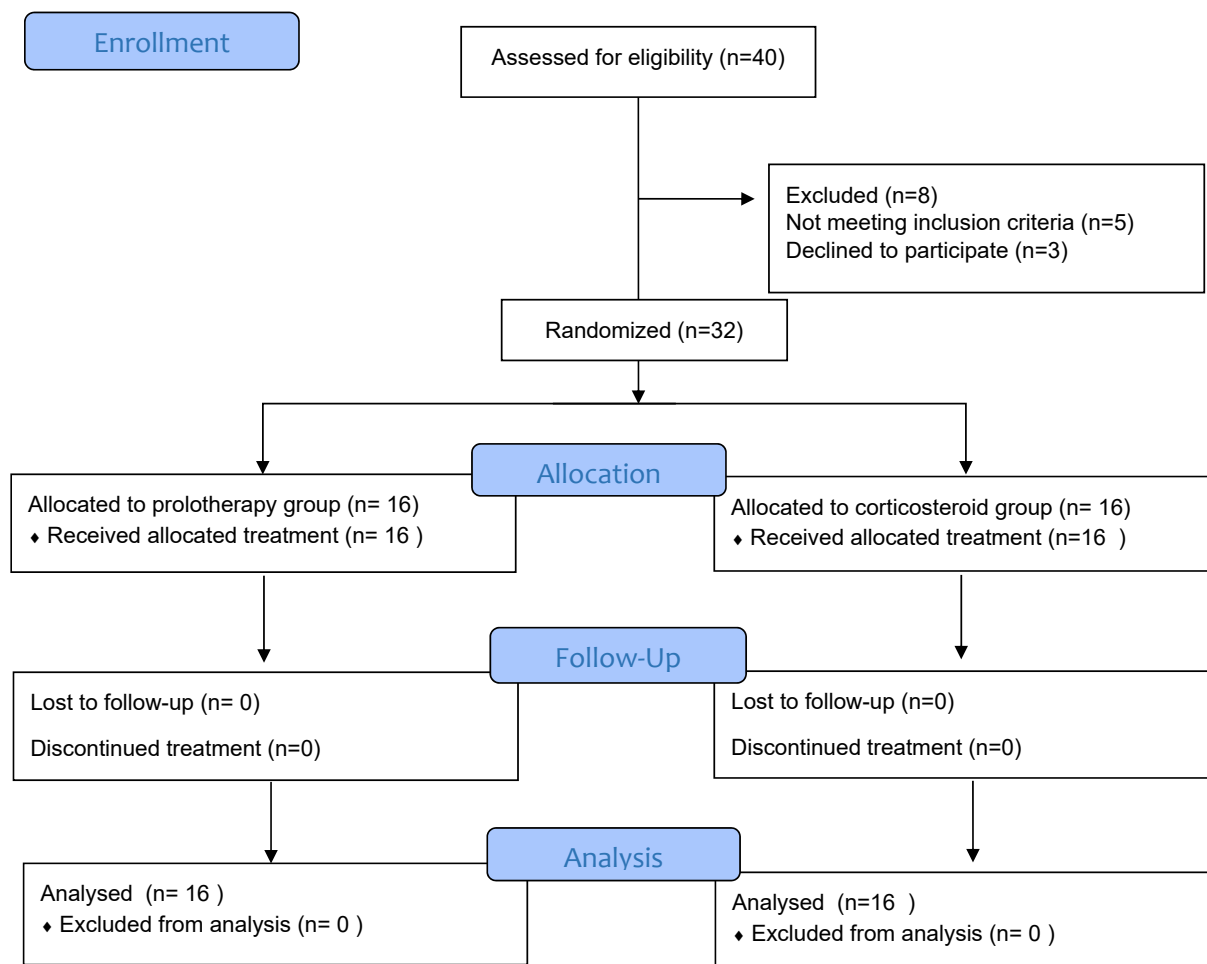 Enrollment
Assessed for eligibility (n=40)
Excluded (n=8)
Not meeting inclusion criteria (n=5)
Declined to participate (n=3)
Randomized (n=32)
Allocation
Allocated to prolotherapy group (n= 16)
♦ Received allocated treatment (n= 16 )
Allocated to corticosteroid group (n= 16)
♦ Received allocated treatment (n=16 )
Follow-Up
Lost to follow-up (n= 0)
Discontinued treatment (n=0)
Lost to follow-up (n=0)
Discontinued treatment (n=0)
Analysis
Analysed (n= 16 )
♦ Excluded from analysis (n= 0 )
Analysed (n=16 )
♦ Excluded from analysis (n= 0 )